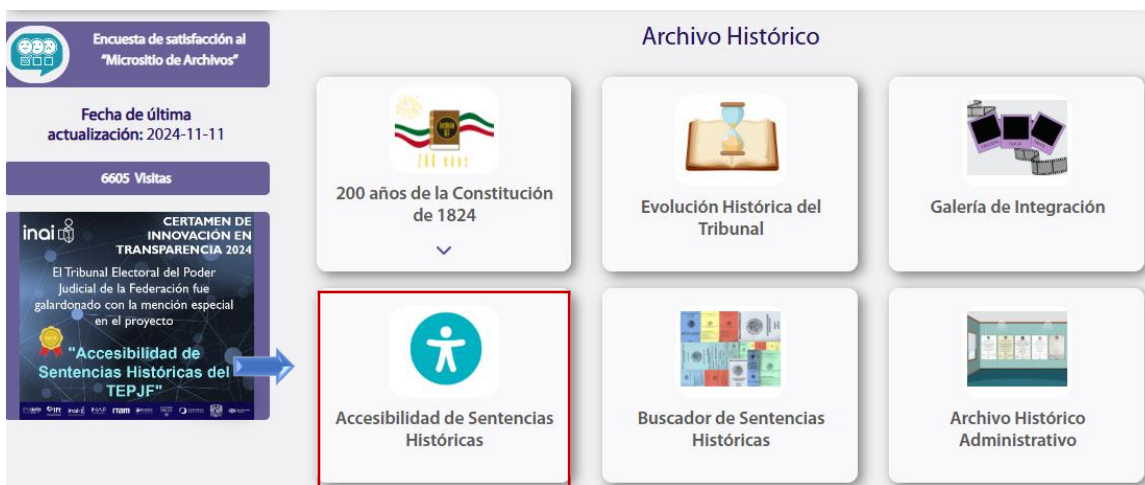 Encuesta de satisfacción al
"Micrositio de Archivos"
Fecha de última
actualización: 2024-11-11
6605 Visitas
inai
CERTAMEN DE
INNOVACIÓN EN
TRANSPARENCIA 2024
El Tribunal Electoral del Poder
Judicial de la Federación fue
galardonado con la mención especial
en el proyecto
"Accesibilidad de
Sentencias Históricas del
TEPJF"
Archivo Histórico
200 años
200 años de la Constitución
de 1824
Evolución Histórica del
Tribunal
Galería de Integración
Accesibilidad de Sentencias
Históricas
Buscador de Sentencias
Históricas
Archivo Histórico
Administrativo